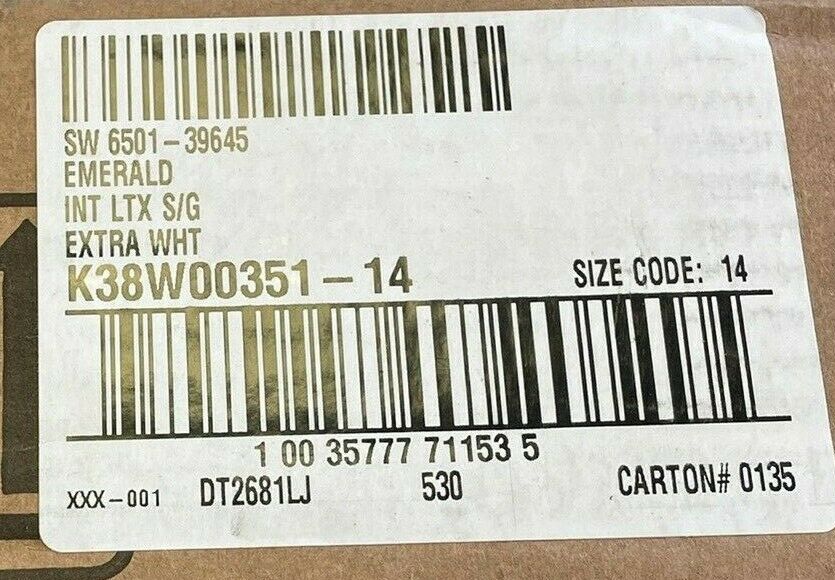 SW 6501-39645
EMERALD
INT LTX S/G
EXTRA WHT
K38W00351-14 SIZE CODE: 14
1 00 35777 71153 5
XXX-001 DT2681LJ 530 CARTON# 0135